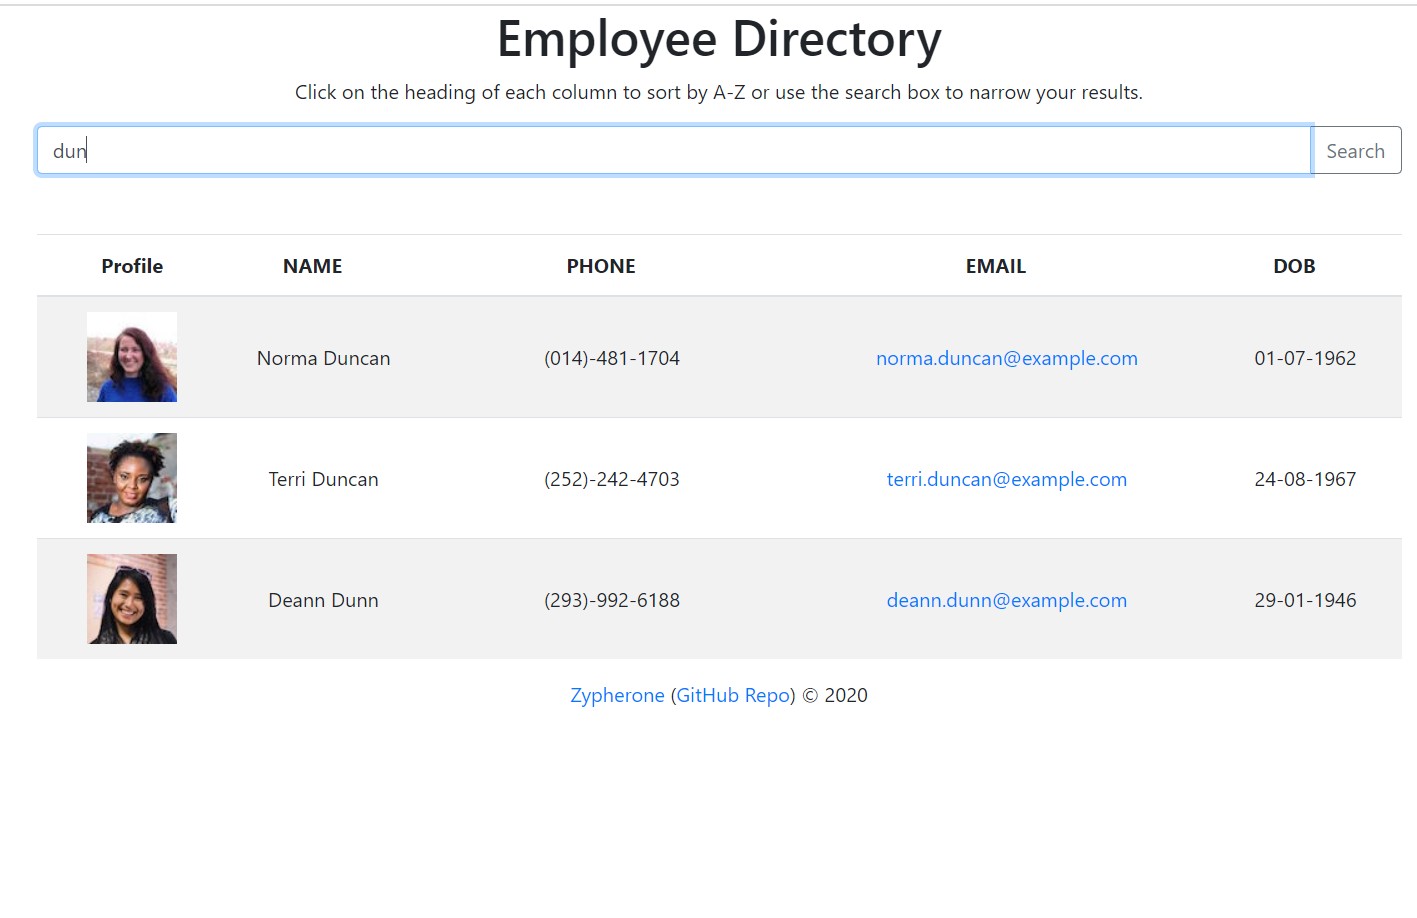 Employee Directory
Click on the heading of each column to sort by A-Z or use the search box to narrow your results.
dun Search
Profile NAME PHONE EMAIL DOB
Norma Duncan (014)-481-1704 norma.duncan@example.com 01-07-1962
Terri Duncan (252)-242-4703 terri.duncan@example.com 24-08-1967
Deann Dunn (293)-992-6188 deann.dunn@example.com 29-01-1946
Zypherone (GitHub Repo) © 2020